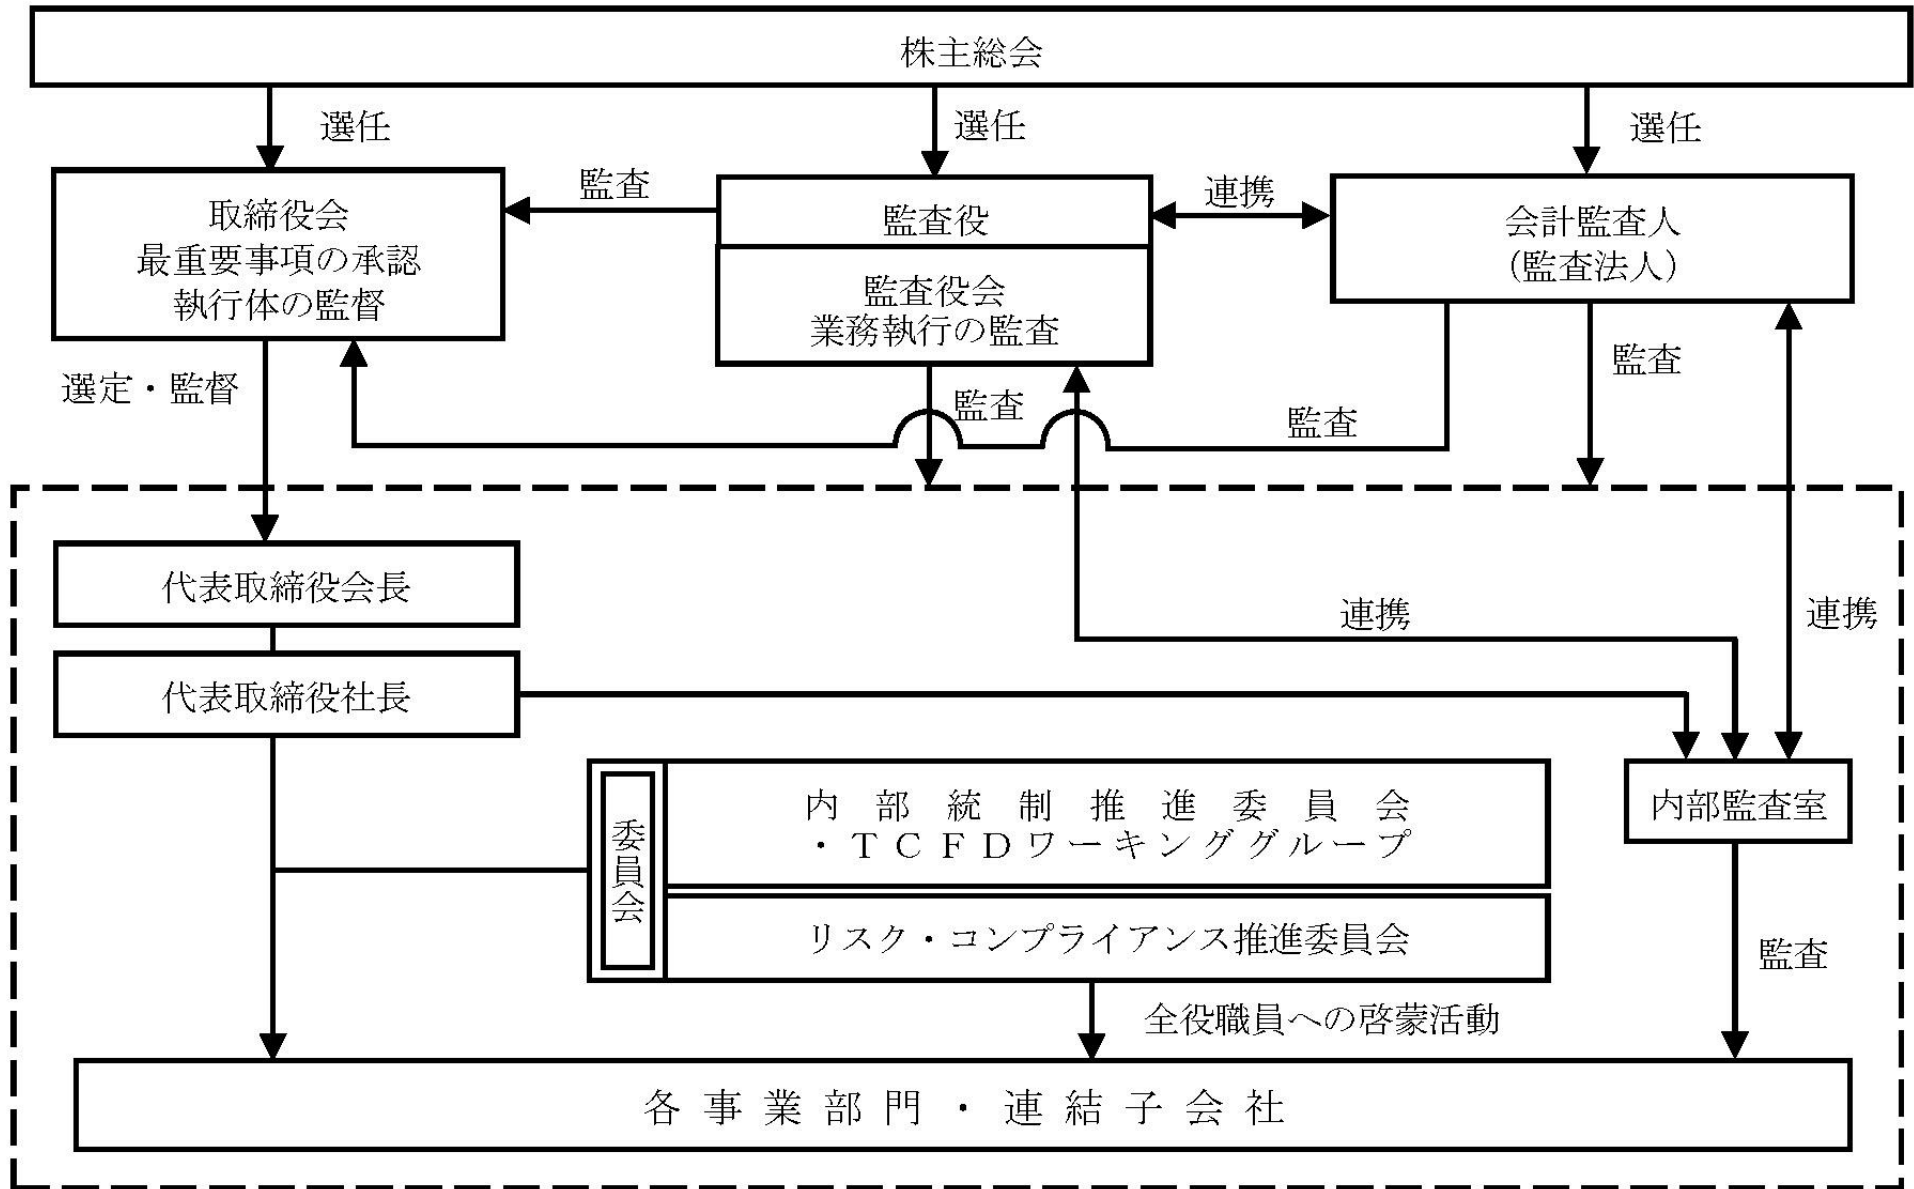 株主総会
選任
選任
選任
取締役会
最重要事項の承認
執行体の監督
監査
監査役
監査役会
業務執行の監査
連携
会計監査人
（監査法人）
選定・監督
監査
監査
監査
代表取締役会長
代表取締役社長
連携
連携
委員会
内部統制推進委員会
・ＴＣＦＤワーキンググループ
リスク・コンプライアンス推進委員会
内部監査室
監査
全役職員への啓蒙活動
各事業部門・連結子会社